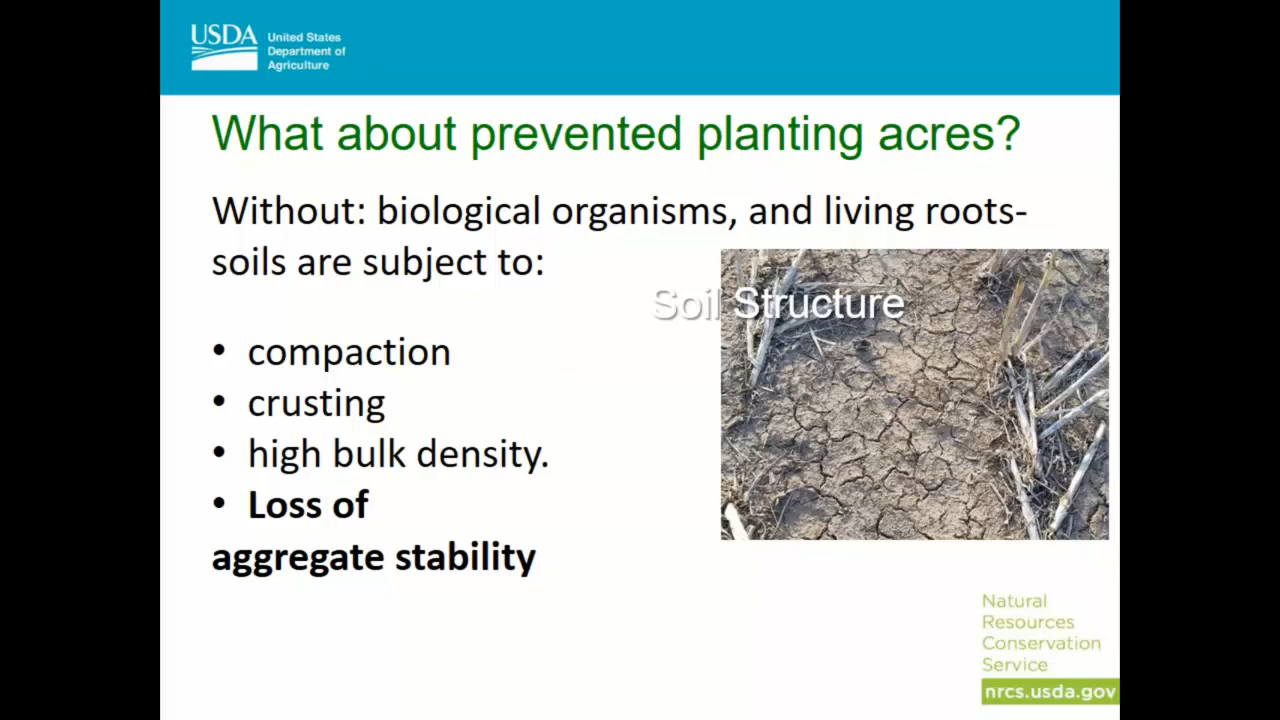 USDA
United States
Department of
Agriculture
What about prevented planting acres?
Without: biological organisms, and living roots-
soils are subject to:
Soil Structure
• compaction
• crusting
• high bulk density.
• Loss of
aggregate stability
Natural
Resources
Conservation
Service
nrcs.usda.gov